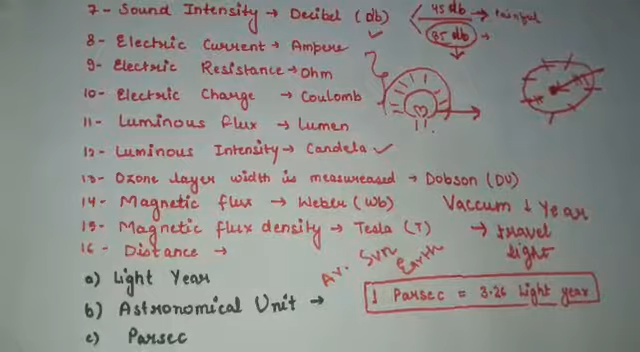 7- Sound Intensity → Decibel (db)
45 db → Painful
85 db →
8- Electric Current → Ampere
9- Electric Resistance → Ohm
10- Electric Charge → Coulomb
11- Luminous flux → Lumen
12- Luminous Intensity → Candela ✓
13- Ozone layer width is measureased → Dobson (DU)
14- Magnetic flux → Weber (Wb)
Vaccum 1 Year
15- Magnetic flux density → Tesla (T)
→ travel
light
16- Distance →
a) Light Year
Av. Sun Earth
b) Astronomical Unit →
1 Parsec = 3.26 Light year
c) Parsec